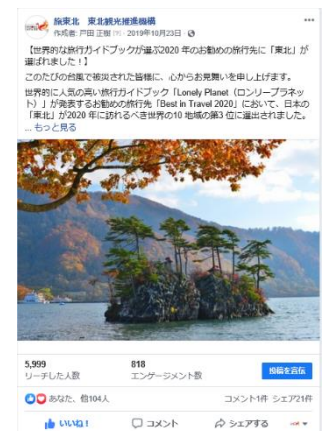 旅東北 東北観光推進機構
作成者: 戸田 正樹 [?] · 2019年10月23日 ·
【世界的な旅行ガイドブックが選ぶ2020 年のお勧めの旅行先に「東北」が
選ばれました!】
このたびの台風で被災された皆様に、心からお見舞いを申し上げます。
世界的に人気の高い旅行ガイドブック「Lonely Planet（ロンリープラネッ
ト）」が発表するお勧めの旅行先「Best in Travel 2020」において、日本の
「東北」が2020 年に訪れるべき世界の10 地域の第3 位に選出されました。
... もっと見る
5,999
リーチした人数
818
エンゲージメント数
投稿を宣伝
あなた、他104人
コメント1件 シェア21件
いいね！
コメント
シェアする